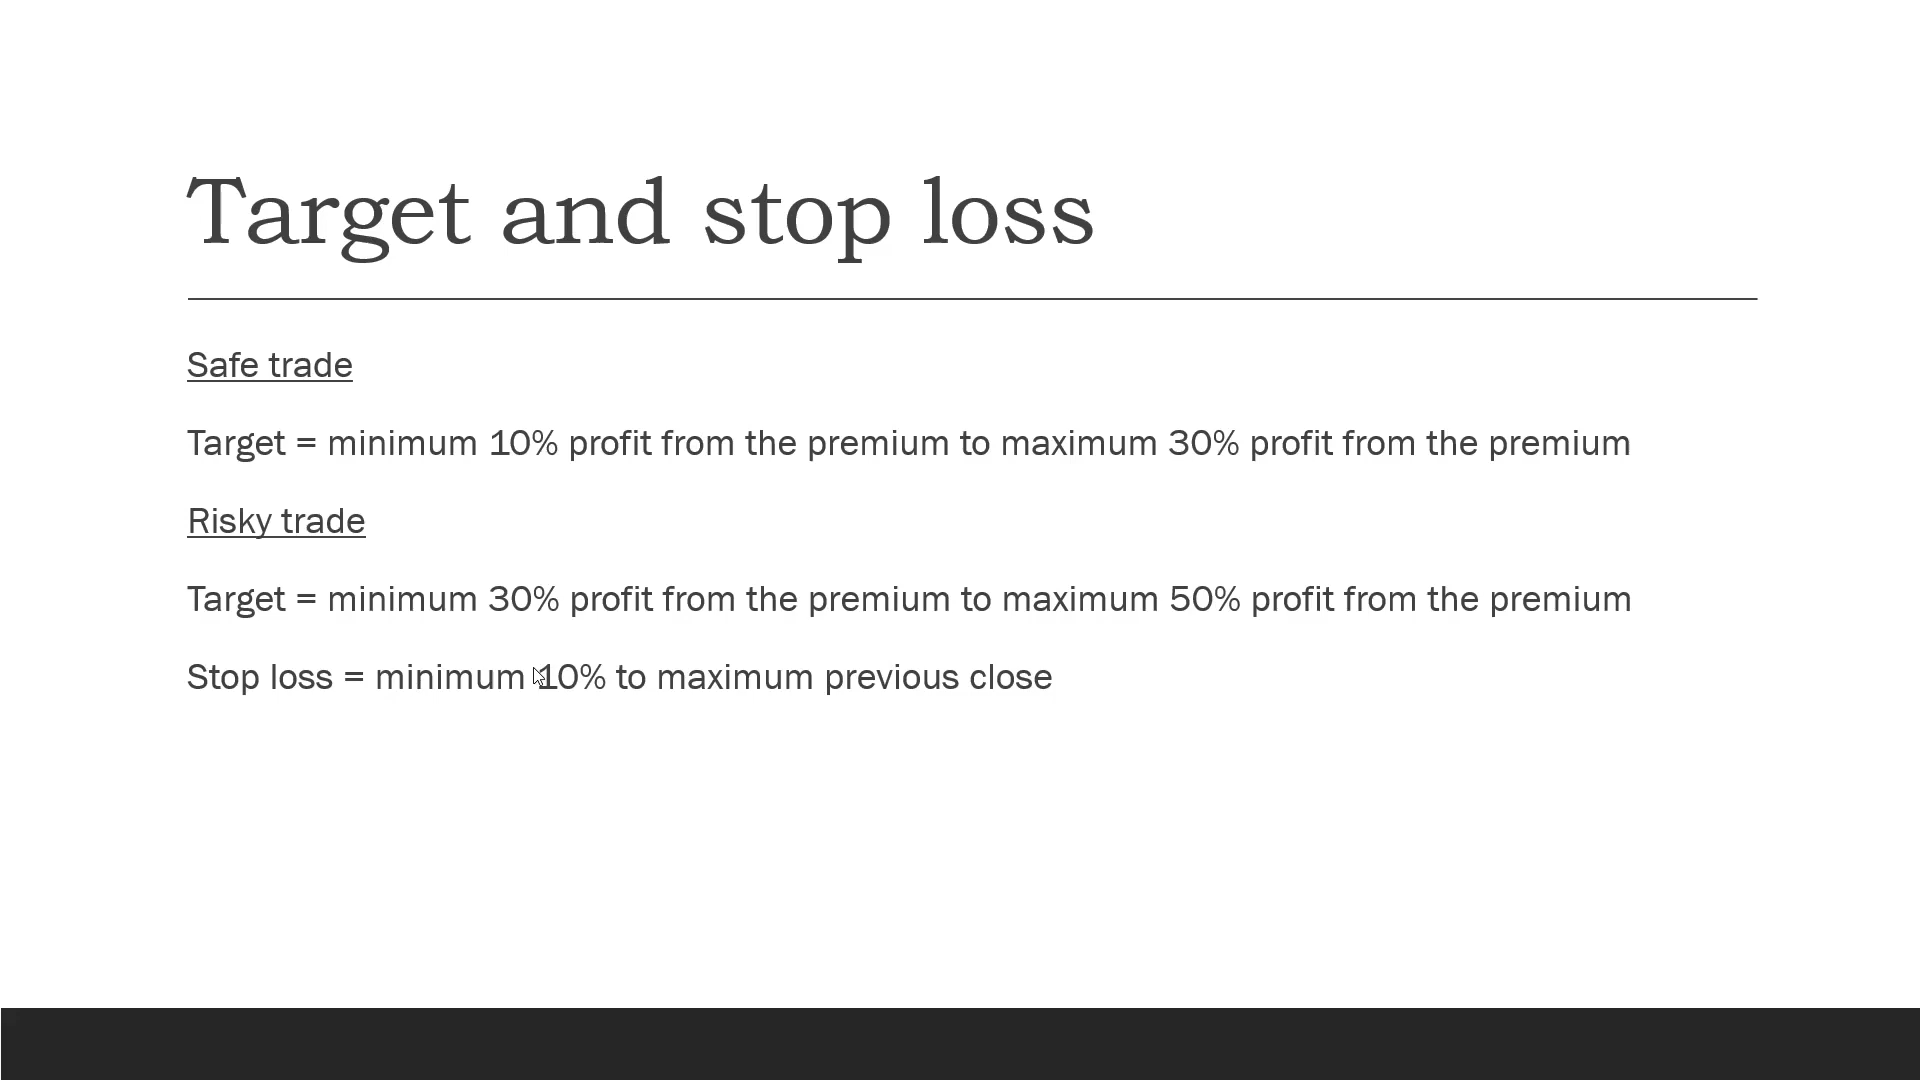 Target and stop loss
Safe trade
Target = minimum 10% profit from the premium to maximum 30% profit from the premium
Risky trade
Target = minimum 30% profit from the premium to maximum 50% profit from the premium
Stop loss = minimum 10% to maximum previous close